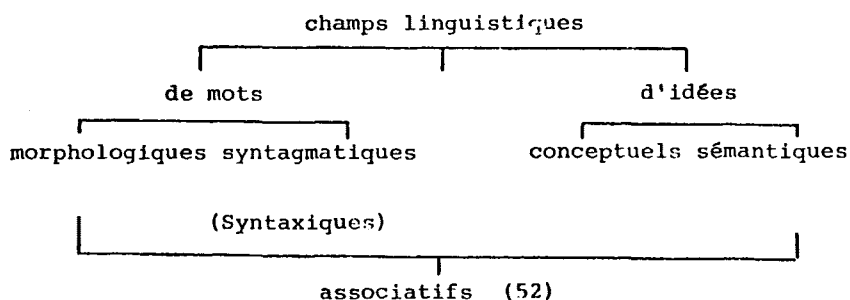 champs linguistiques
de mots d'idées
morphologiques syntagmatiques conceptuels sémantiques
(Syntaxiques)
associatifs (52)